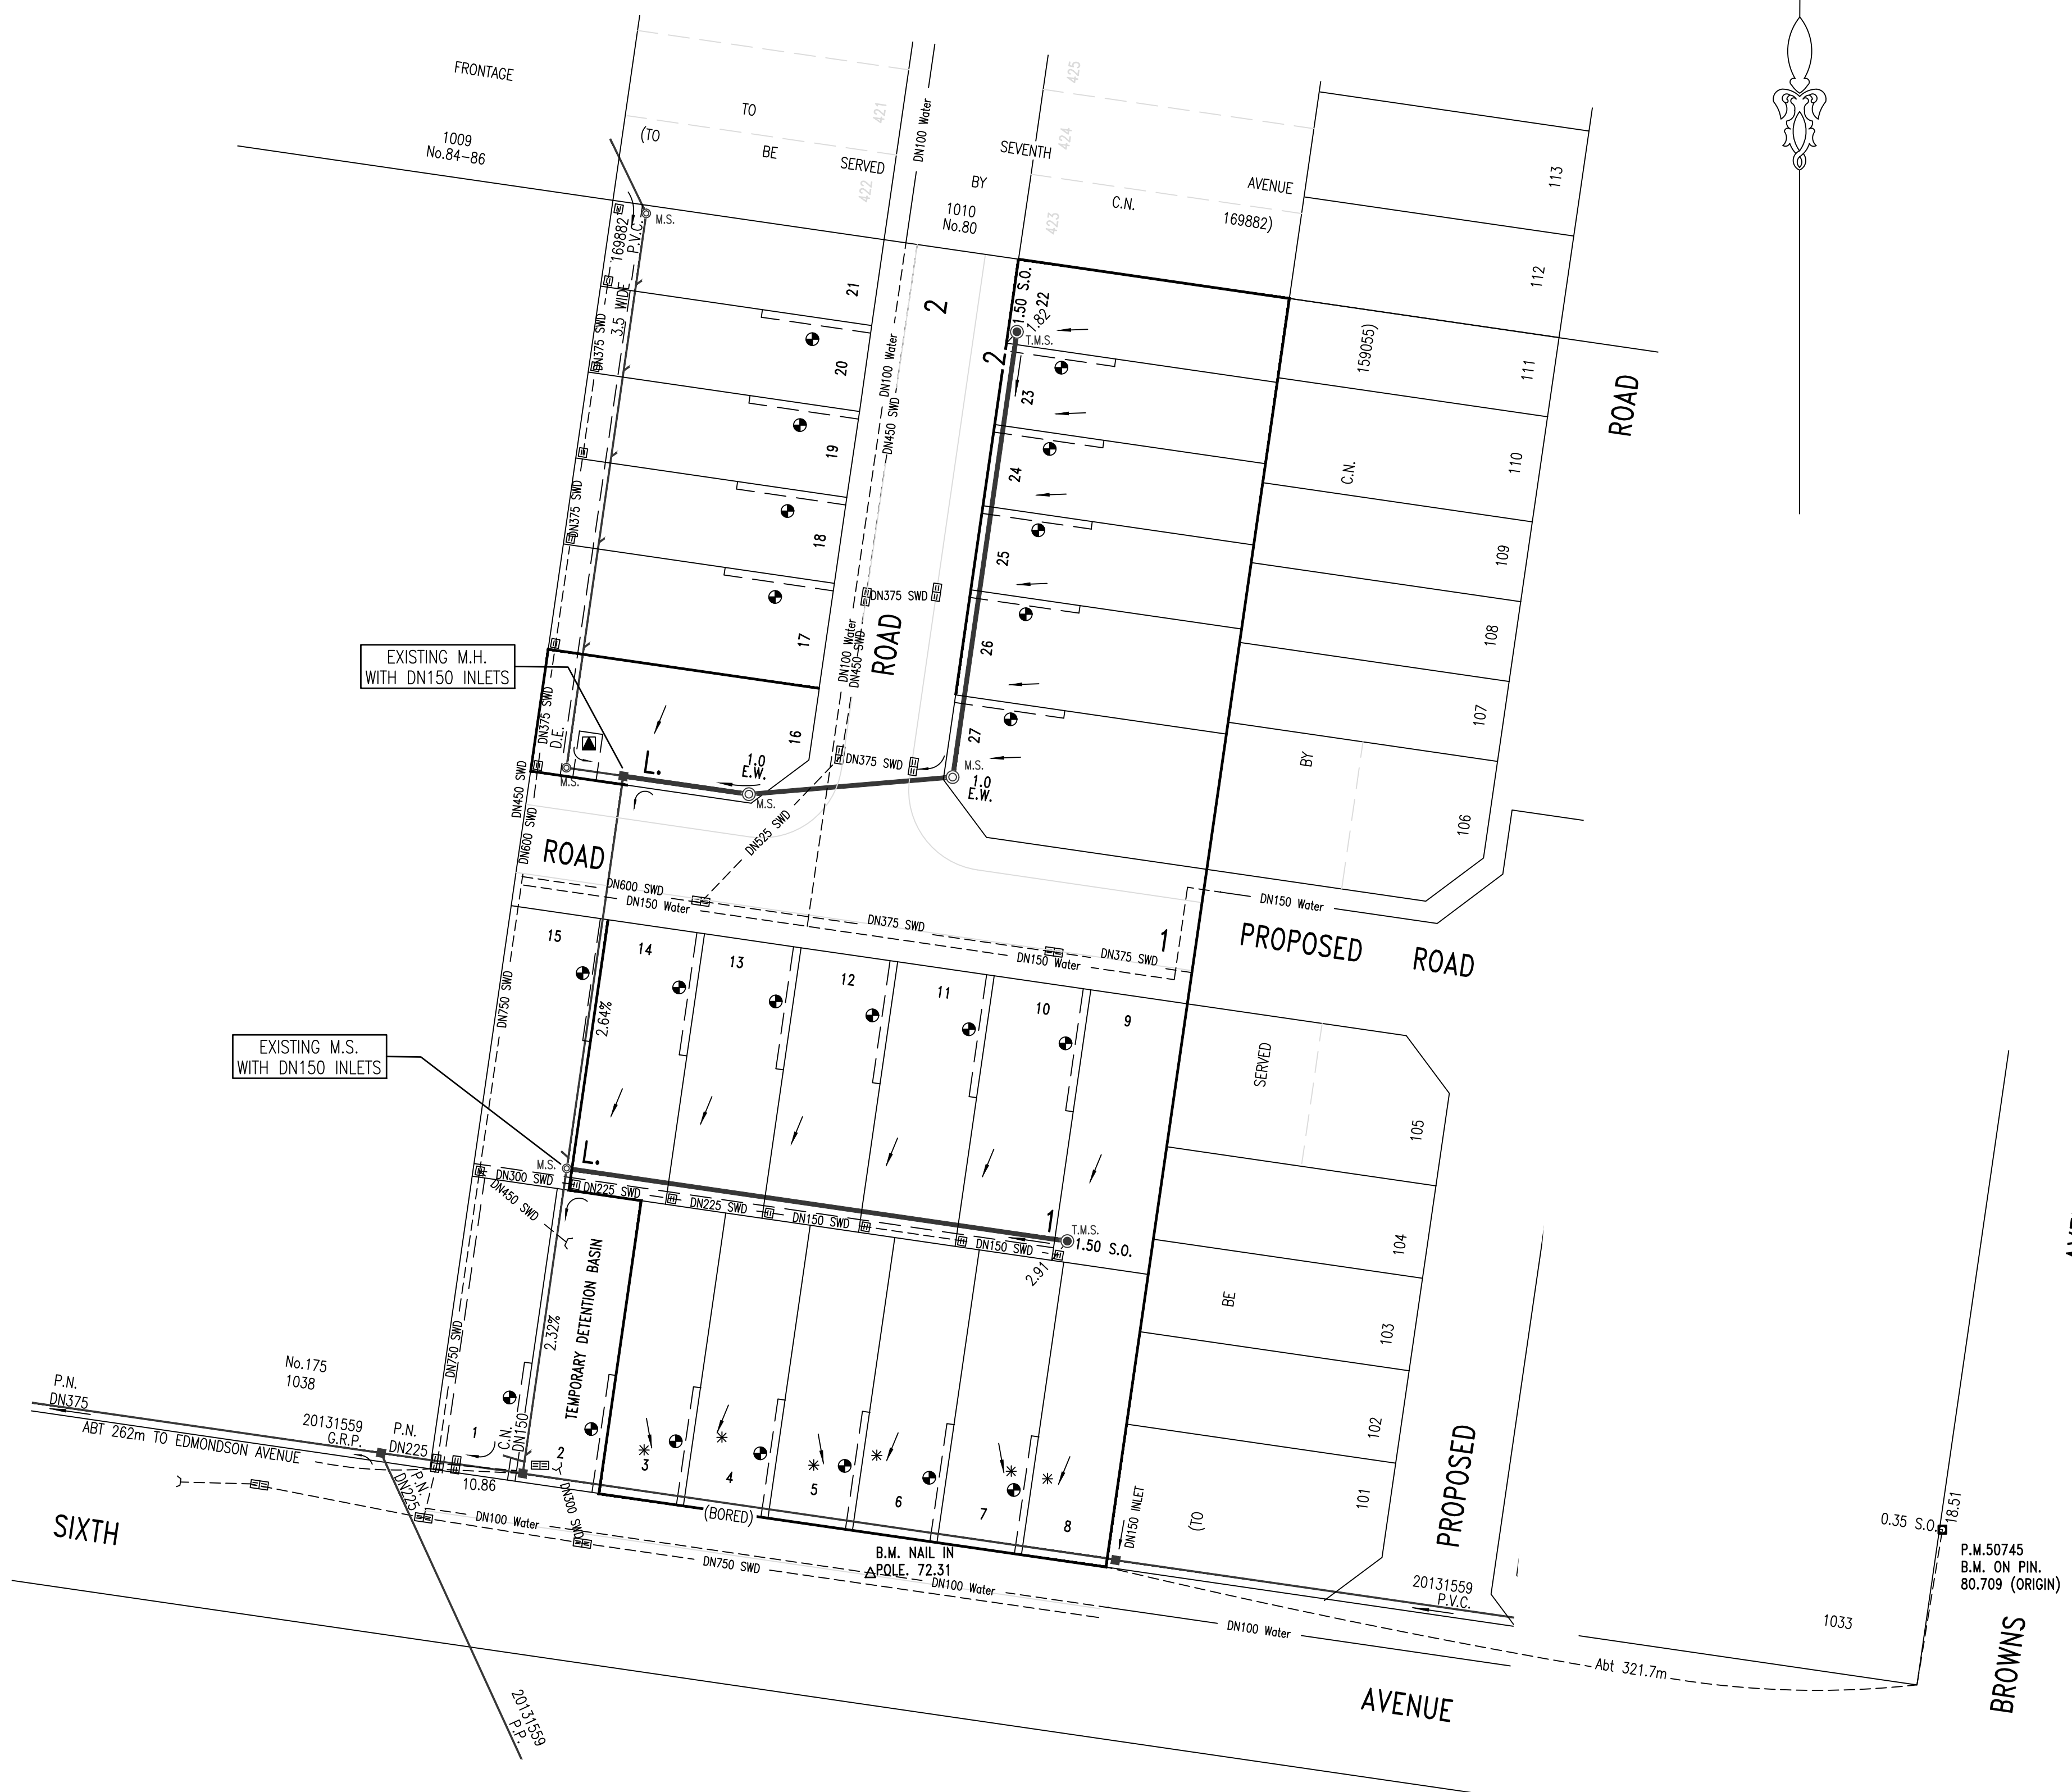 FRONTAGE
TO
(TO
BE
SERVED
BY
SEVENTH
AVENUE
C.N.
169882)
1009
No.84-86
1010
No.80
421
422
423
424
425
DN100 Water
M.S.
169882
P.V.C.
3.5 WIDE
DN375 SWD
DN375 SWD
DN375 SWD
D.E.
M.S.
21
20
19
18
17
16
2
DN100 Water
DN450 SWD
DN100 Water
DN450 SWD
ROAD
DN375 SWD
DN375 SWD
2
1.50 S.O.
22
1.82
T.M.S.
23
24
25
26
27
M.S.
1.0
E.W.
1.0
E.W.
M.S.
L.
EXISTING M.H.
WITH DN150 INLETS
113
112
111
110
109
108
107
106
159055)
C.N.
BY
ROAD
DN450 SWD
DN600 SWD
ROAD
DN525 SWD
DN600 SWD
DN150 Water
DN375 SWD
DN150 Water
DN375 SWD
1
DN150 Water
PROPOSED ROAD
15
14
13
12
11
10
9
DN750 SWD
2.64%
EXISTING M.S.
WITH DN150 INLETS
M.S.
L.
DN300 SWD
DN450 SWD
DN225 SWD
DN225 SWD
DN150 SWD
DN150 SWD
1
T.M.S.
1.50 S.O.
2.91
SERVED
BE
(TO
105
104
103
102
101
PROPOSED
TEMPORARY DETENTION BASIN
2.32%
DN750 SWD
No.175
1038
P.N.
DN375
20131559
G.R.P.
P.N.
DN225
ABT 262m TO EDMONDSON AVENUE
P.N.
DN225
10.86
C.N.
DN150
1
2
3
4
5
6
7
8
DN300 SWD
(BORED)
DN150 INLET
DN100 Water
DN750 SWD
B.M. NAIL IN
POLE. 72.31
DN100 Water
DN100 Water
SIXTH
AVENUE
20131559
P.P.
20131559
P.V.C.
Abt 321.7m
1033
0.35 S.O.
18.51
P.M.50745
B.M. ON PIN.
80.709 (ORIGIN)
BROWNS